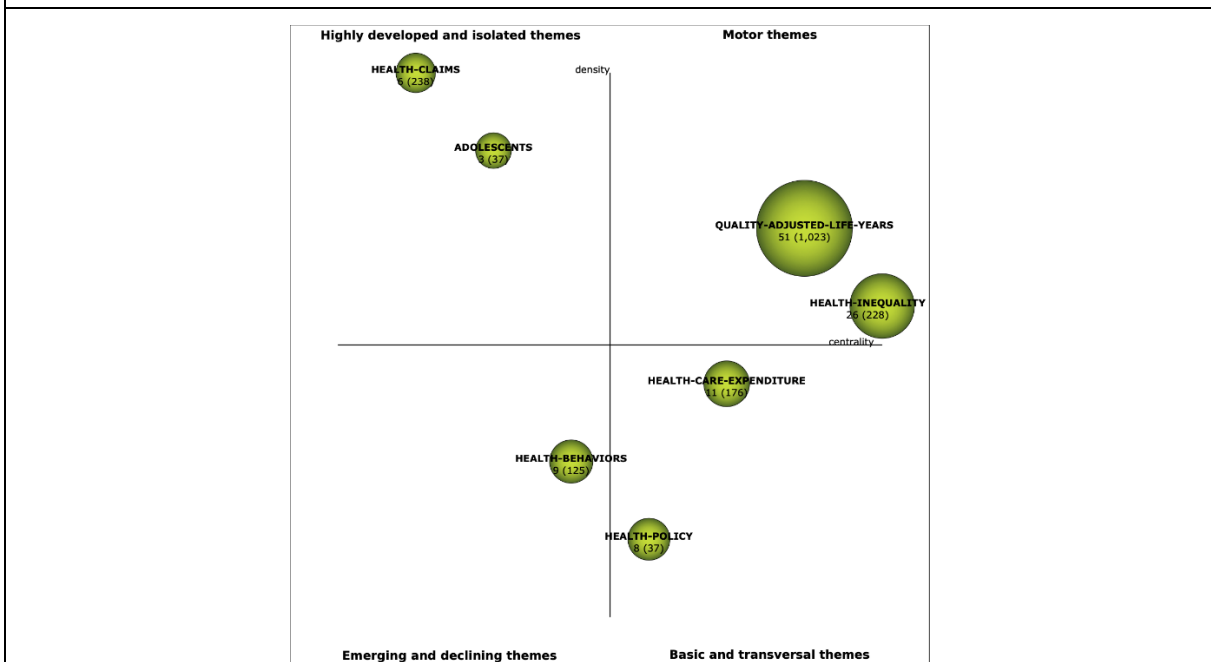 Highly developed and isolated themes
Motor themes
HEALTH-CLAIMS
6 (238)
density
ADOLESCENTS
3 (37)
QUALITY-ADJUSTED-LIFE-YEARS
51 (1,023)
HEALTH-INEQUALITY
26 (228)
centrality
HEALTH-CARE-EXPENDITURE
11 (176)
HEALTH-BEHAVIORS
9 (125)
HEALTH-POLICY
8 (37)
Emerging and declining themes
Basic and transversal themes